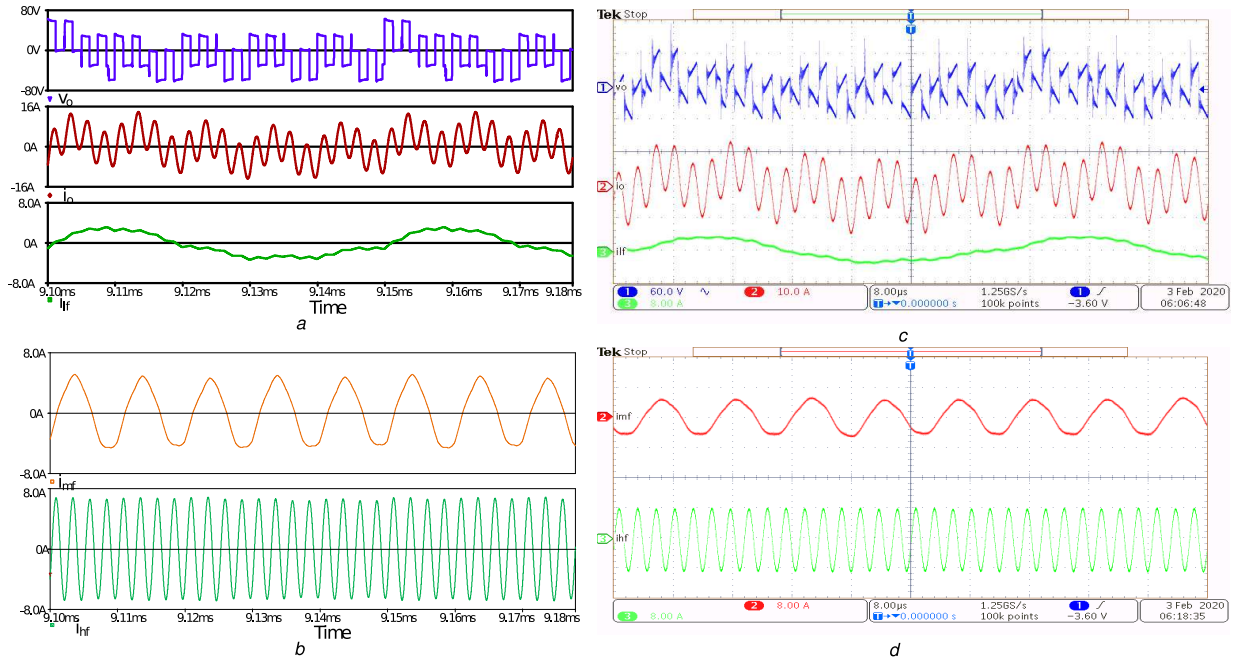 80V
0V
-80V
vo
16A
0A
-16A
io
8.0A
0A
-8.0A
9.10ms 9.11ms 9.12ms 9.13ms 9.14ms 9.15ms 9.16ms 9.17ms 9.18ms
ilf
Time
a
8.0A
0A
-8.0A
imf
8.0A
0A
-8.0A
9.10ms 9.11ms 9.12ms 9.13ms 9.14ms 9.15ms 9.16ms 9.17ms 9.18ms
ihf
Time
b
Tek Stop
T
T
1 vo
2 io
3 ilf
1 60.0 V ∿ 2 10.0 A
3 8.00 A
8.00µs
T→▼0.000000 s
1.25GS/s
100k points
1 ∫
−3.60 V
3 Feb 2020
06:06:48
c
Tek Stop
T
T
2 imf
3 ihf
2 8.00 A
3 8.00 A
8.00µs
T→▼0.000000 s
1.25GS/s
100k points
1 ∫
−3.60 V
3 Feb 2020
06:18:35
d